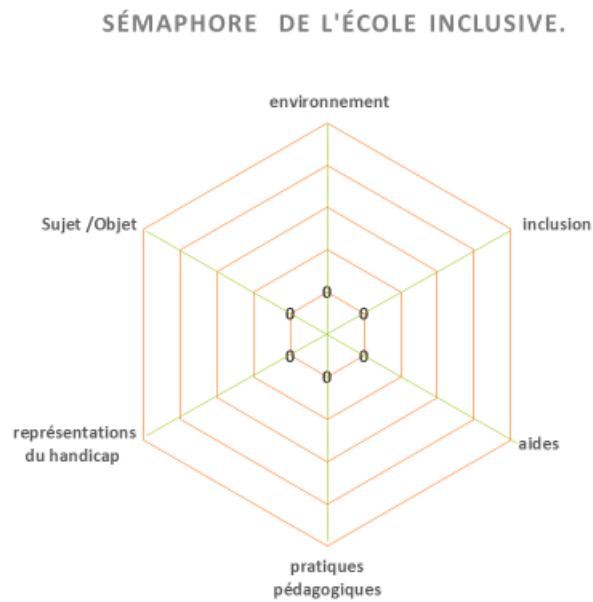 SÉMAPHORE DE L'ÉCOLE INCLUSIVE.
environnement
Sujet /Objet
inclusion
0
0
0
0
0
0
représentations
du handicap
aides
pratiques
pédagogiques